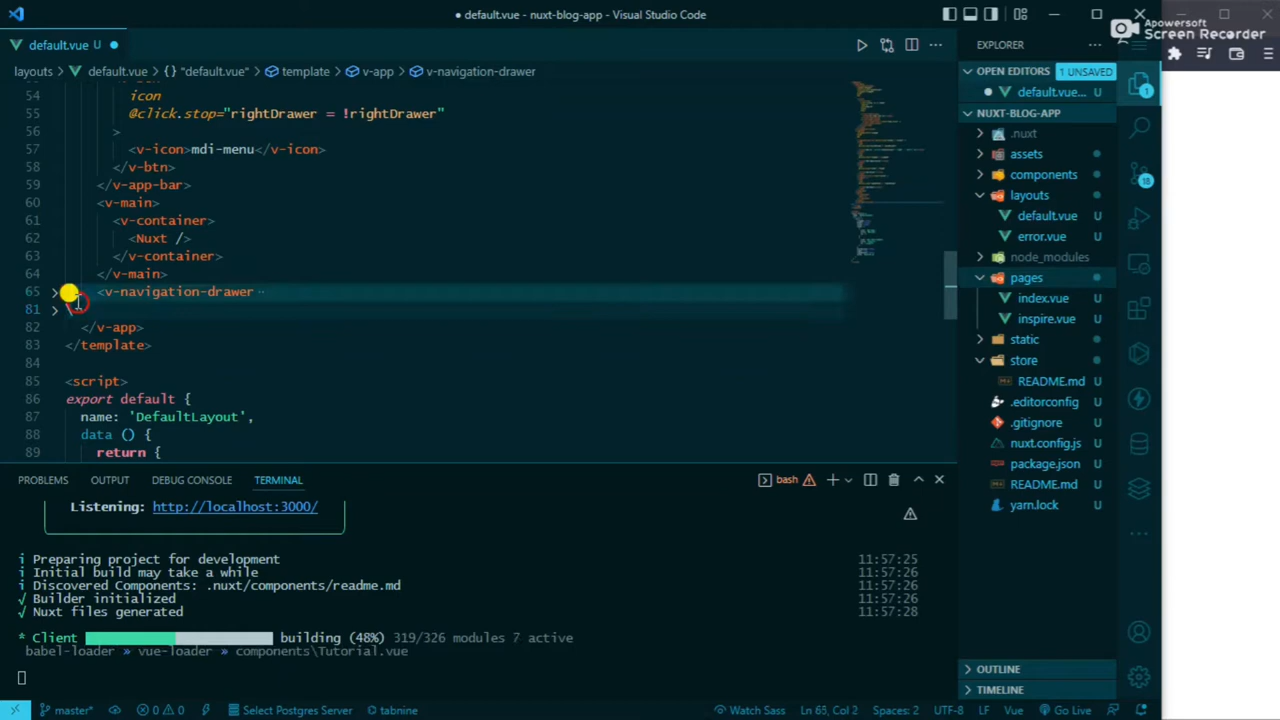 default.vue - nuxt-blog-app - Visual Studio Code
Apowersoft
Screen Recorder
default.vue U
layouts > default.vue > {} "default.vue" > template > v-app > v-navigation-drawer
54 icon
55 @click.stop="rightDrawer = !rightDrawer"
56 >
57 <v-icon>mdi-menu</v-icon>
58 </v-btn>
59 </v-app-bar>
60 <v-main>
61 <v-container>
62 <Nuxt />
63 </v-container>
64 </v-main>
65 <v-navigation-drawer ··
81
82 </v-app>
83 </template>
84
85 <script>
86 export default {
87 name: 'DefaultLayout',
88 data () {
89 return {
EXPLORER
OPEN EDITORS 1 UNSAVED
default.vue... U
NUXT-BLOG-APP
.nuxt
assets
components
layouts
default.vue U
error.vue U
node_modules
pages
index.vue U
inspire.vue U
static
store
README.md U
.editorconfig U
.gitignore U
nuxt.config.js U
package.json U
README.md U
yarn.lock U
OUTLINE
TIMELINE
1
18
PROBLEMS OUTPUT DEBUG CONSOLE TERMINAL
bash
Listening: http://localhost:3000/
i Preparing project for development 11:57:25
i Initial build may take a while 11:57:26
i Discovered Components: .nuxt/components/readme.md 11:57:26
√ Builder initialized 11:57:26
√ Nuxt files generated 11:57:28
* Client building (48%) 319/326 modules 7 active
babel-loader » vue-loader » components\Tutorial.vue
master* 0 0 Select Postgres Server tabnine Watch Sass Ln 65, Col 2 Spaces: 2 UTF-8 LF Vue Go Live